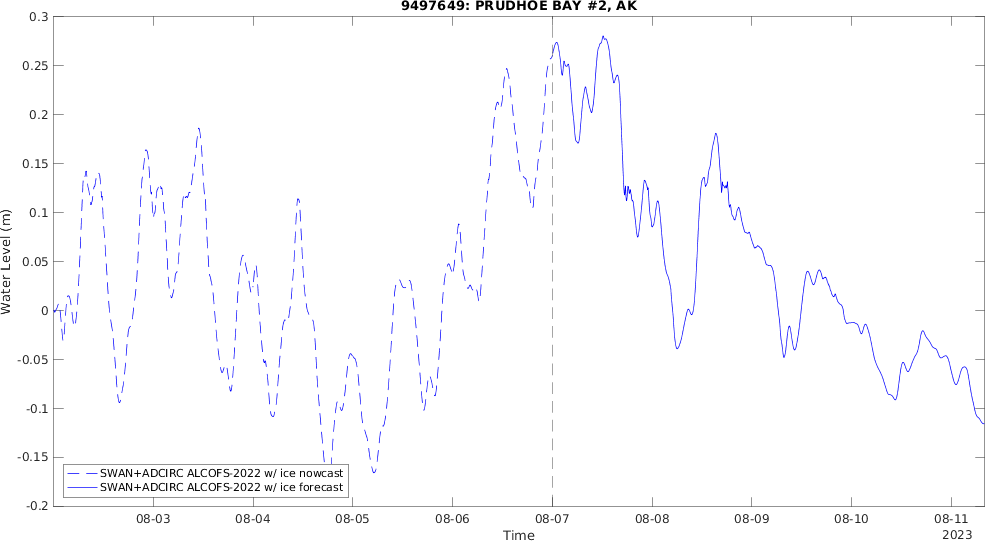 9497649: PRUDHOE BAY #2, AK
0.3
0.25
0.2
0.15
0.1
0.05
0
-0.05
-0.1
-0.15
-0.2
Water Level (m)
SWAN+ADCIRC ALCOFS-2022 w/ ice nowcast
SWAN+ADCIRC ALCOFS-2022 w/ ice forecast
08-03 08-04 08-05 08-06 08-07 08-08 08-09 08-10 08-11
Time
2023